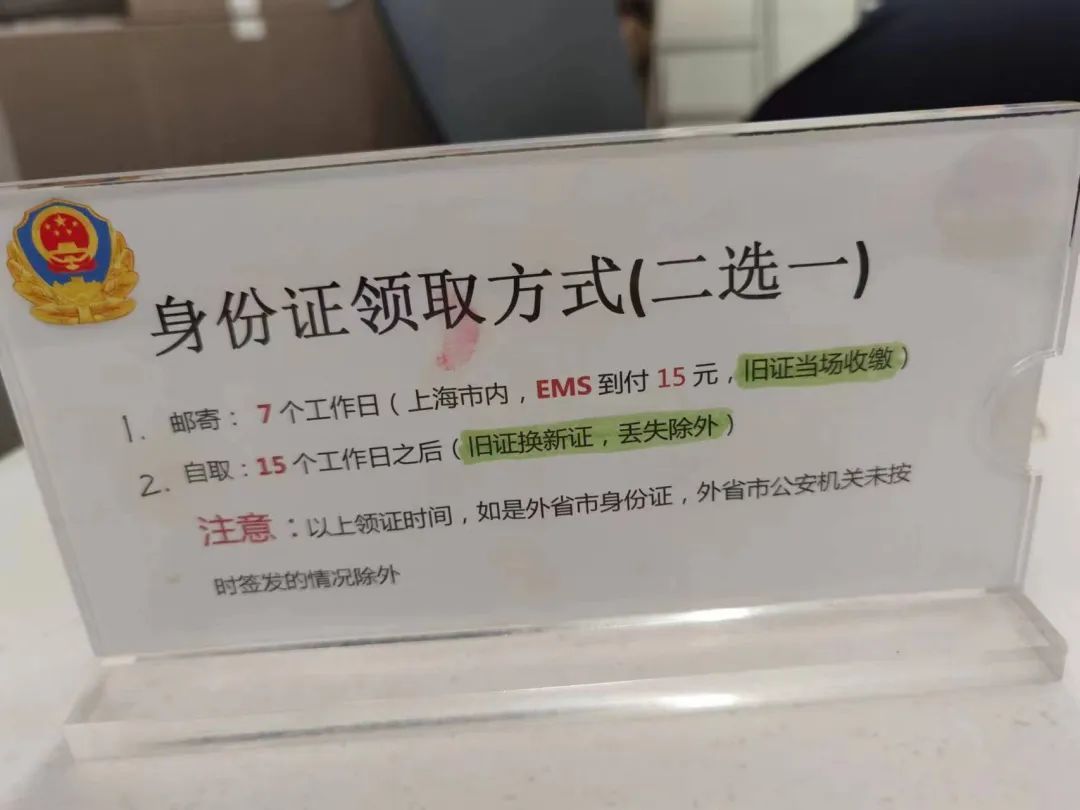 身份证领取方式(二选一)
1. 邮寄：7个工作日（上海市内，EMS到付15元，旧证当场收缴）
2. 自取：15个工作日之后（旧证换新证，丢失除外）
注意：以上领证时间，如是外省市身份证，外省市公安机关未按
时签发的情况除外